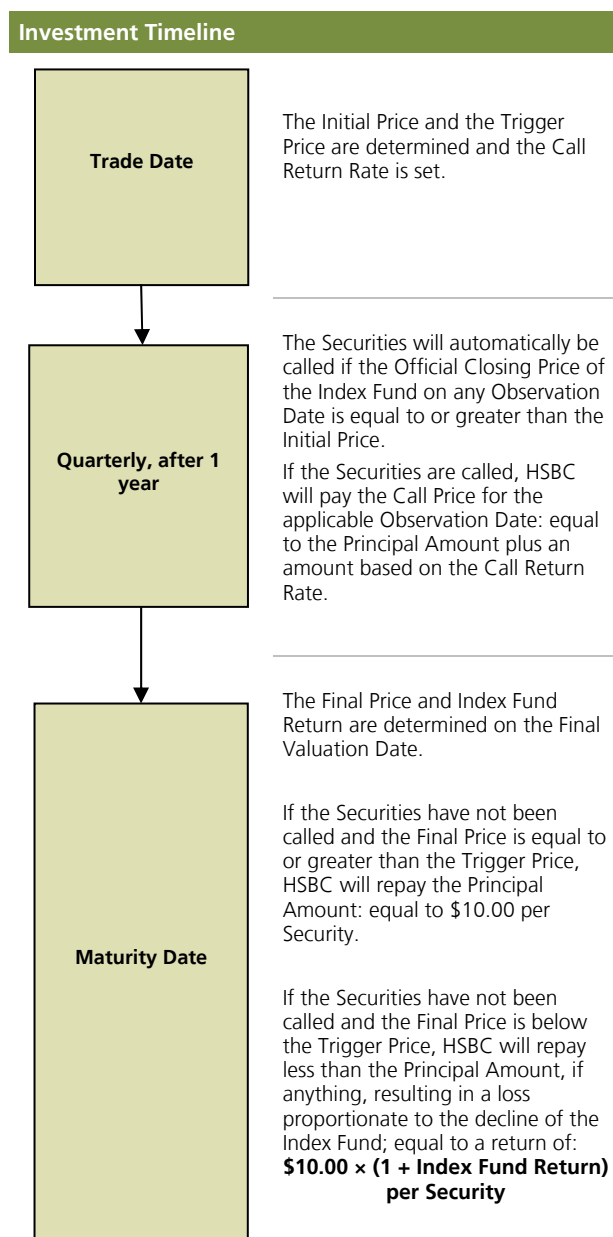 Investment Timeline
Trade Date
The Initial Price and the Trigger
Price are determined and the Call
Return Rate is set.
Quarterly, after 1
year
The Securities will automatically be
called if the Official Closing Price of
the Index Fund on any Observation
Date is equal to or greater than the
Initial Price.
If the Securities are called, HSBC
will pay the Call Price for the
applicable Observation Date: equal
to the Principal Amount plus an
amount based on the Call Return
Rate.
Maturity Date
The Final Price and Index Fund
Return are determined on the Final
Valuation Date.
If the Securities have not been
called and the Final Price is equal to
or greater than the Trigger Price,
HSBC will repay the Principal
Amount: equal to $10.00 per
Security.
If the Securities have not been
called and the Final Price is below
the Trigger Price, HSBC will repay
less than the Principal Amount, if
anything, resulting in a loss
proportionate to the decline of the
Index Fund; equal to a return of:
$10.00 × (1 + Index Fund Return)
per Security